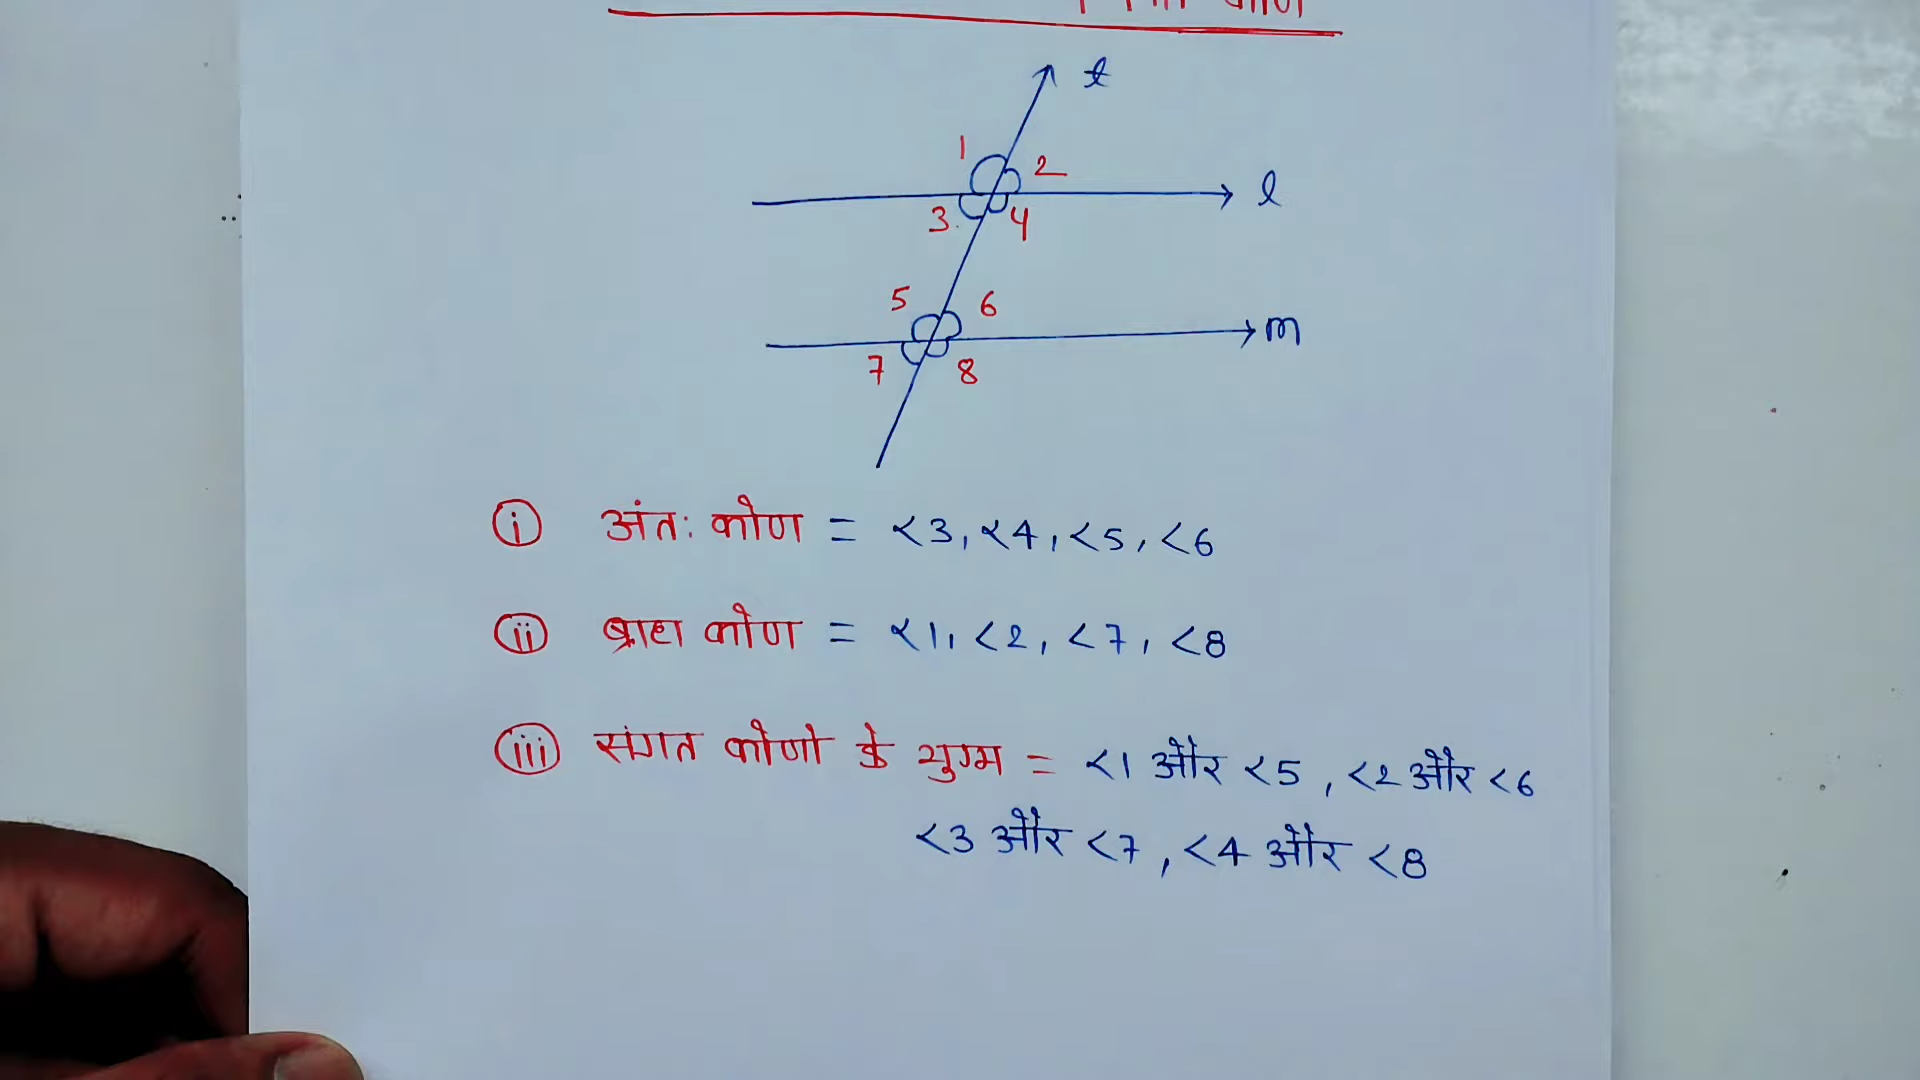 कोण
t
1
2
l
3
4
5
6
m
7
8
(i) अंतः कोण = <3, <4, <5, <6
(ii) बाह्य कोण = <1, <2, <7, <8
(iii) संगत कोणो के युग्म = <1 और <5, <2 और <6
<3 और <7, <4 और <8